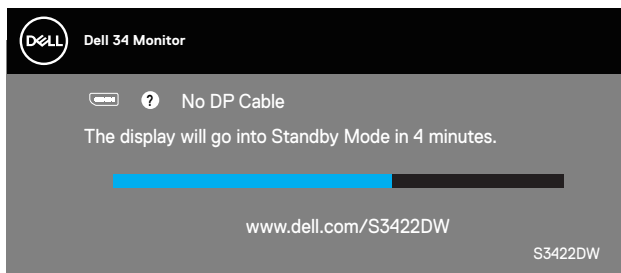 DELL
Dell 34 Monitor
? No DP Cable
The display will go into Standby Mode in 4 minutes.
www.dell.com/S3422DW
S3422DW